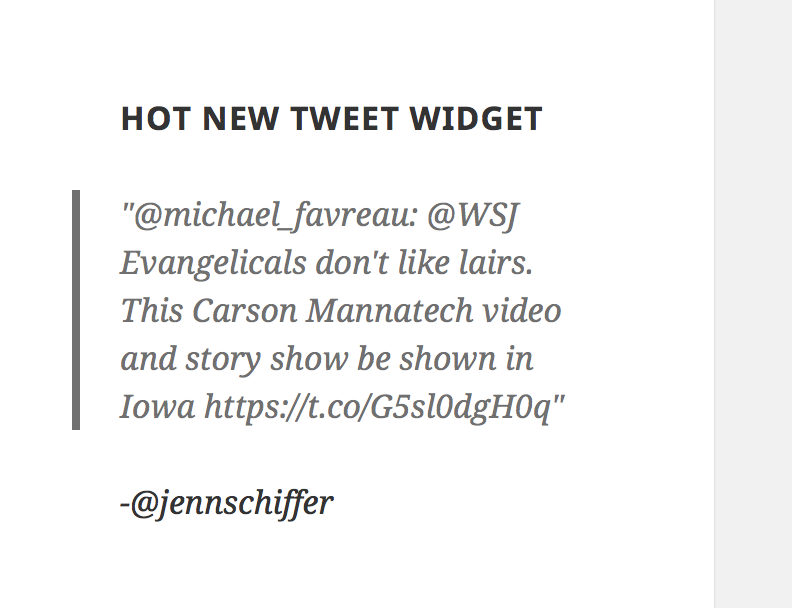 HOT NEW TWEET WIDGET
"@michael_favreau: @WSJ
Evangelicals don't like lairs.
This Carson Mannatech video
and story show be shown in
Iowa https://t.co/G5sl0dgH0q"
-@jennschiffer